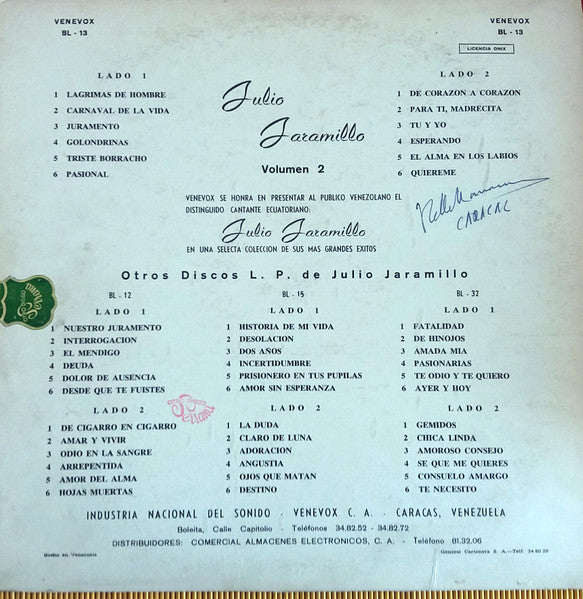 VENEVOX
BL - 13
VENEVOX
BL - 13
LICENCIA ONIX
LADO 1
1 LAGRIMAS DE HOMBRE
2 CARNAVAL DE LA VIDA
3 JURAMENTO
4 GOLONDRINAS
5 TRISTE BORRACHO
6 PASIONAL
Julio
Jaramillo
Volumen 2
LADO 2
1 DE CORAZON A CORAZON
2 PARA TI, MADRECITA
3 TU Y YO
4 ESPERANDO
5 EL ALMA EN LOS LABIOS
6 QUIEREME
CARACAS
VENEVOX SE HONRA EN PRESENTAR AL PUBLICO VENEZOLANO EL
DISTINGUIDO CANTANTE ECUATORIANO:
Julio Jaramillo
EN UNA SELECTA COLECCION DE SUS MAS GRANDES EXITOS
Otros Discos L. P. de Julio Jaramillo
BL - 12
LADO 1
1 NUESTRO JURAMENTO
2 INTERROGACION
3 EL MENDIGO
4 DEUDA
5 DOLOR DE AUSENCIA
6 DESDE QUE TE FUISTES
LADO 2
1 DE CIGARRO EN CIGARRO
2 AMAR Y VIVIR
3 ODIO EN LA SANGRE
4 ARREPENTIDA
5 AMOR DEL ALMA
6 HOJAS MUERTAS
BL - 15
LADO 1
1 HISTORIA DE MI VIDA
2 DESOLACION
3 DOS AÑOS
4 INCERTIDUMBRE
5 PRISIONERO EN TUS PUPILAS
6 AMOR SIN ESPERANZA
LADO 2
1 LA DUDA
2 CLARO DE LUNA
3 ADORACION
4 ANGUSTIA
5 OJOS QUE MATAN
6 DESTINO
BL - 32
LADO 1
1 FATALIDAD
2 DE HINOJOS
3 AMADA MIA
4 PASIONARIAS
5 TE ODIO Y TE QUIERO
6 AYER Y HOY
LADO 2
1 GEMIDOS
2 CHICA LINDA
3 AMOROSO CONSEJO
4 SE QUE ME QUIERES
5 CONSUELO AMARGO
6 TE NECESITO
INDUSTRIA NACIONAL DEL SONIDO - VENEVOX C. A. - CARACAS, VENEZUELA
Boleita, Calle Capitolio - Teléfonos 34.82.52 - 34.82.72
DISTRIBUIDORES: COMERCIAL ALMACENES ELECTRONICOS, C. A. - Teléfono 81.32.06
Hecho en Venezuela
General Cartonera S. A.—Telf. 34 80 20